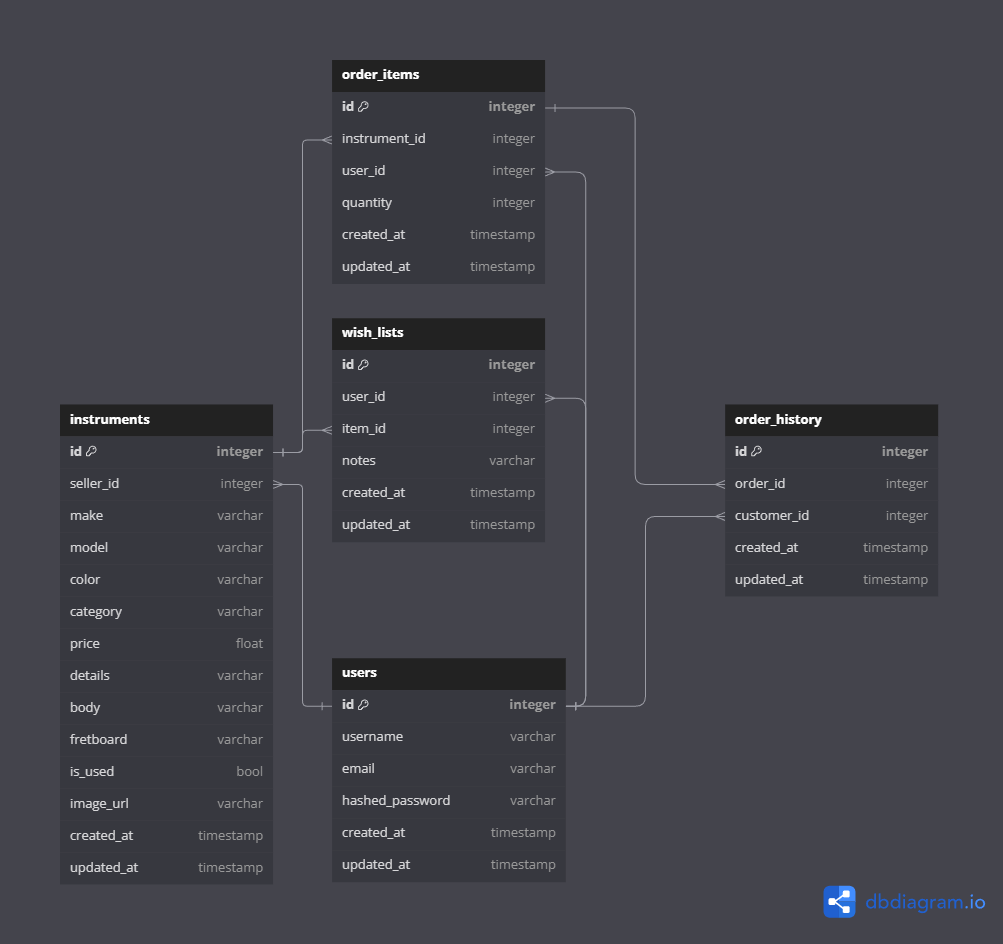 order_items
id integer
instrument_id integer
user_id integer
quantity integer
created_at timestamp
updated_at timestamp
wish_lists
id integer
user_id integer
item_id integer
notes varchar
created_at timestamp
updated_at timestamp
instruments
id integer
seller_id integer
make varchar
model varchar
color varchar
category varchar
price float
details varchar
body varchar
fretboard varchar
is_used bool
image_url varchar
created_at timestamp
updated_at timestamp
users
id integer
username varchar
email varchar
hashed_password varchar
created_at timestamp
updated_at timestamp
order_history
id integer
order_id integer
customer_id integer
created_at timestamp
updated_at timestamp
dbdiagram.io